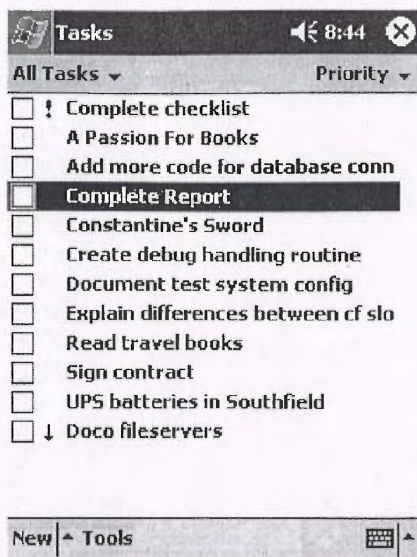 Tasks 8:44
All Tasks Priority
! Complete checklist
A Passion For Books
Add more code for database conn
Complete Report
Constantine's Sword
Create debug handling routine
Document test system config
Explain differences between cf slo
Read travel books
Sign contract
UPS batteries in Southfield
↓ Doco fileservers
New Tools